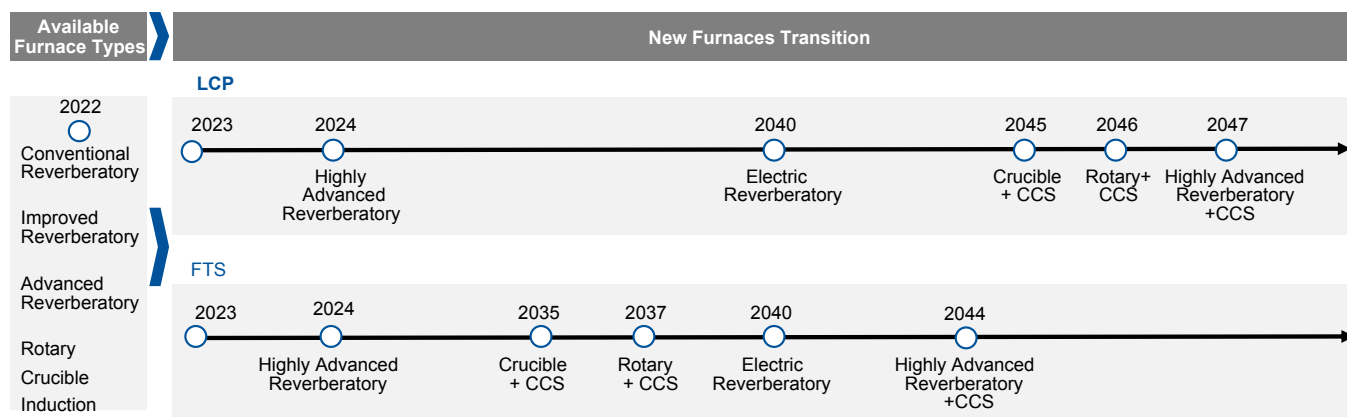 Available
Furnace Types
New Furnaces Transition
2022
Conventional
Reverberatory
Improved
Reverberatory
Advanced
Reverberatory
Rotary
Crucible
Induction
LCP
2023
2024
2040
2045
2046
2047
Highly
Advanced
Reverberatory
Electric
Reverberatory
Crucible
+ CCS
Rotary+
CCS
Highly Advanced
Reverberatory
+CCS
FTS
2023
2024
2035
2037
2040
2044
Highly Advanced
Reverberatory
Crucible
+ CCS
Rotary
+ CCS
Electric
Reverberatory
Highly Advanced
Reverberatory
+CCS